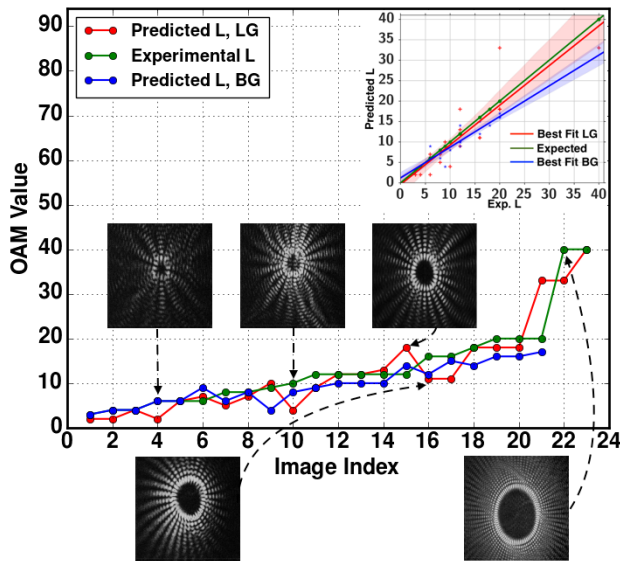 90
80
70
60
50
40
30
20
10
0
OAM Value
Predicted L, LG
Experimental L
Predicted L, BG
40
35
30
25
20
15
10
5
0
Predicted L
Best Fit LG
Expected
Best Fit BG
0 5 10 15 20 25 30 35 40
Exp. L
0 2 4 6 8 10 12 14 16 18 20 22 24
Image Index